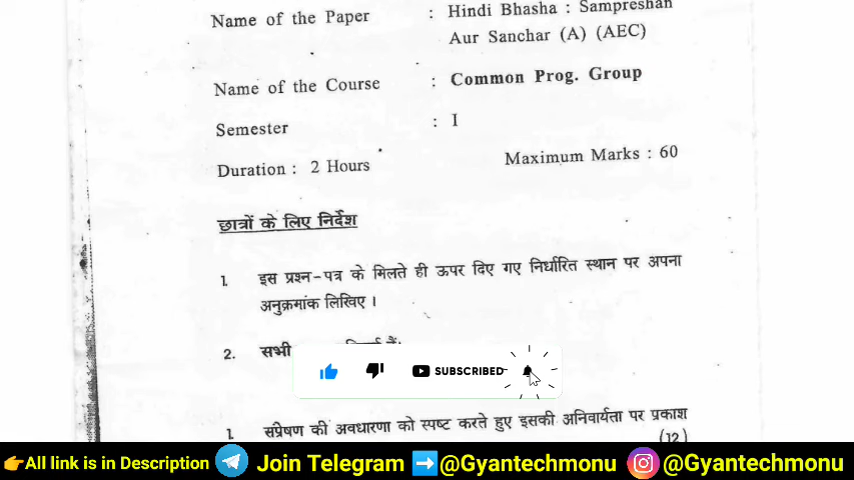 Name of the Paper : Hindi Bhasha : Sampreshan
Aur Sanchar (A) (AEC)
Name of the Course : Common Prog. Group
Semester : I
Duration : 2 Hours Maximum Marks : 60
छात्रों के लिए निर्देश
1. इस प्रश्न-पत्र के मिलते ही ऊपर दिए गए निर्धारित स्थान पर अपना
अनुक्रमांक लिखिए ।
2. सभी हैं।
SUBSCRIBED
1. संप्रेषण की अवधारणा को स्पष्ट करते हुए इसकी अनिवार्यता पर प्रकाश
(12)
👉All link is in Description Join Telegram ➡️@Gyantechmonu @Gyantechmonu